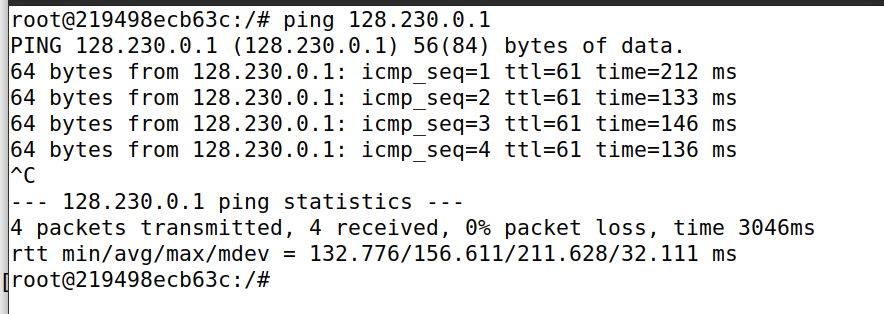 root@219498ecb63c:/# ping 128.230.0.1
PING 128.230.0.1 (128.230.0.1) 56(84) bytes of data.
64 bytes from 128.230.0.1: icmp_seq=1 ttl=61 time=212 ms
64 bytes from 128.230.0.1: icmp_seq=2 ttl=61 time=133 ms
64 bytes from 128.230.0.1: icmp_seq=3 ttl=61 time=146 ms
64 bytes from 128.230.0.1: icmp_seq=4 ttl=61 time=136 ms
^C
--- 128.230.0.1 ping statistics ---
4 packets transmitted, 4 received, 0% packet loss, time 3046ms
rtt min/avg/max/mdev = 132.776/156.611/211.628/32.111 ms
[root@219498ecb63c:/#